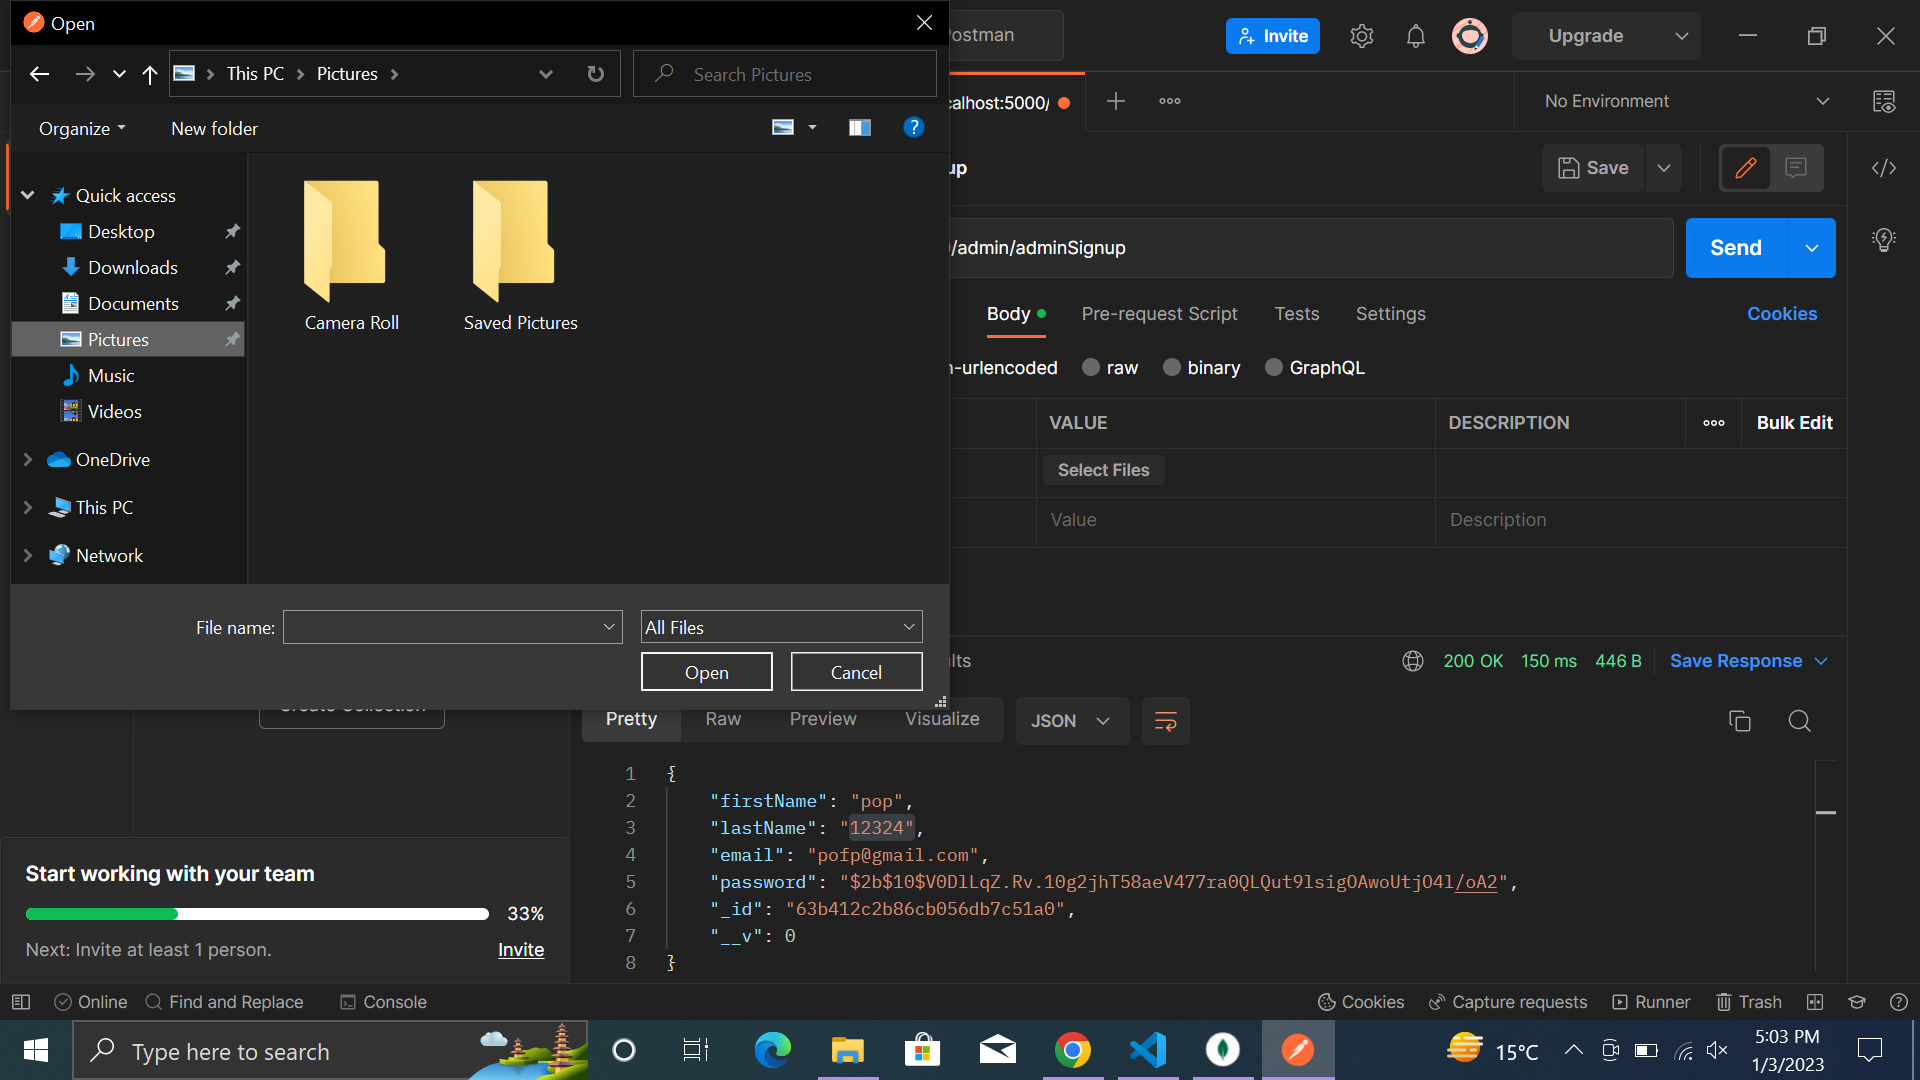 Open
This PC > Pictures >
Search Pictures
Organize
New folder
Quick access
Desktop
Downloads
Documents
Pictures
Music
Videos
OneDrive
This PC
Network
Camera Roll
Saved Pictures
File name:
All Files
Open
Cancel
ostman
Invite
Upgrade
alhost:5000/
No Environment
up
Save
/admin/adminSignup
Send
Body
Pre-request Script
Tests
Settings
Cookies
-urlencoded
raw
binary
GraphQL
VALUE
DESCRIPTION
Bulk Edit
Select Files
Value
Description
lts
200 OK
150 ms
446 B
Save Response
Create Collection
Pretty
Raw
Preview
Visualize
JSON
1 {
2 "firstName": "pop",
3 "lastName": "12324",
4 "email": "pofp@gmail.com",
5 "password": "$2b$10$V0DlLqZ.Rv.10g2jhT58aeV477ra0QLQut9lsigOAwoUtjO4l/oA2",
6 "_id": "63b412c2b86cb056db7c51a0",
7 "__v": 0
8 }
Start working with your team
33%
Next: Invite at least 1 person.
Invite
Online
Find and Replace
Console
Cookies
Capture requests
Runner
Trash
Type here to search
15°C
5:03 PM
1/3/2023